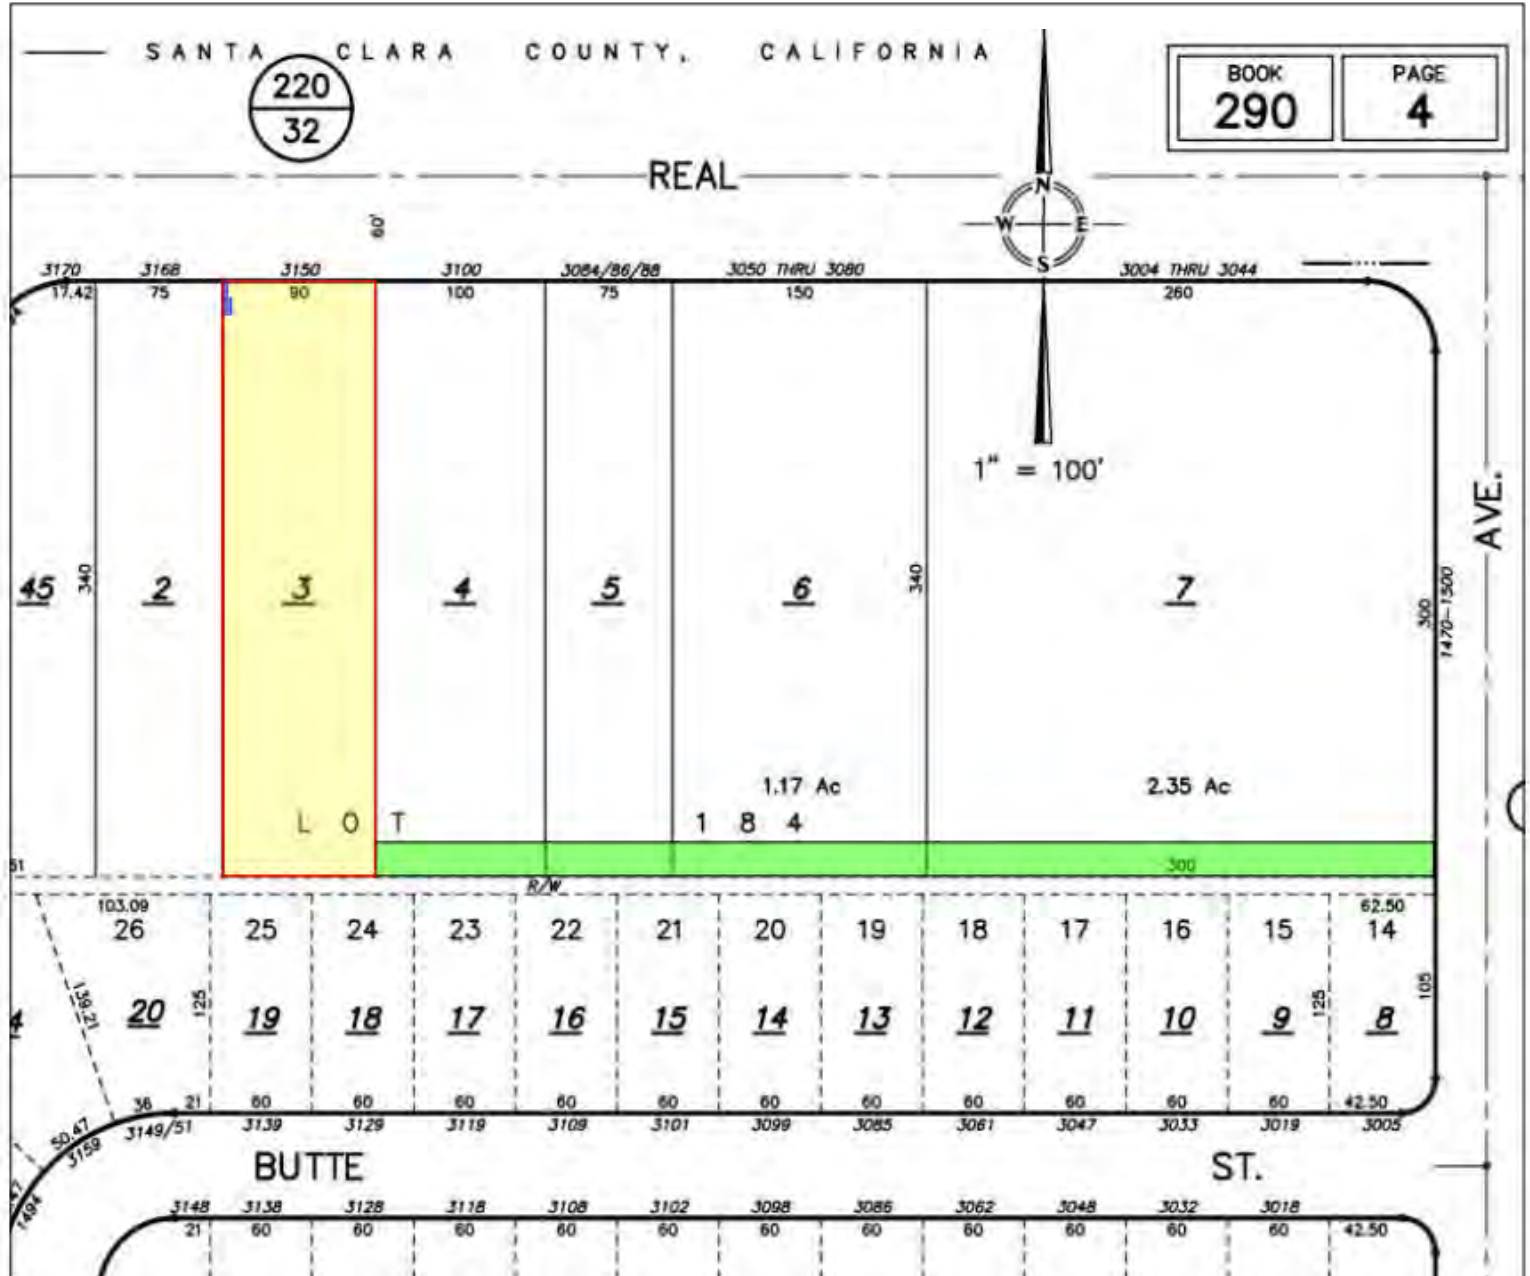 SANTA CLARA COUNTY, CALIFORNIA
220
32
BOOK
290
PAGE
4
REAL
60'
N
W E
S
3120 3168 3150 3100 3084/86/88 3050 THRU 3080 3004 THRU 3044
17.42 75 90 100 75 150 260
1" = 100'
AVE.
45 340 2 3 4 5 6 340 7 300 1470-1500
1.17 Ac 2.35 Ac
LOT 184
51 300
R/W
103.09 62.50
26 25 24 23 22 21 20 19 18 17 16 15 14
139.21 20 125 19 18 17 16 15 14 13 12 11 10 9 125 8 105
4
36 21 60 60 60 60 60 60 60 60 60 60 60 42.50
50.47 3149/51 3139 3129 3119 3109 3101 3099 3085 3061 3047 3033 3019 3005
3159
BUTTE ST.
47
1494
3148 3138 3128 3118 3108 3102 3098 3086 3062 3048 3032 3018
21 60 60 60 60 60 60 60 60 60 60 60 42.50